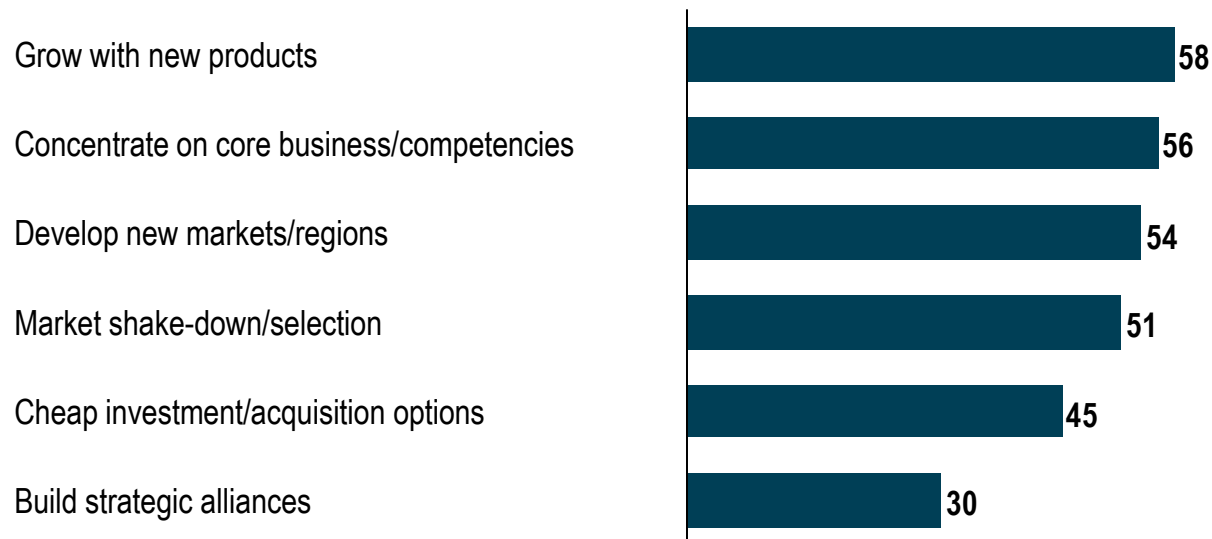 Grow with new products 58
Concentrate on core business/competencies 56
Develop new markets/regions 54
Market shake-down/selection 51
Cheap investment/acquisition options 45
Build strategic alliances 30